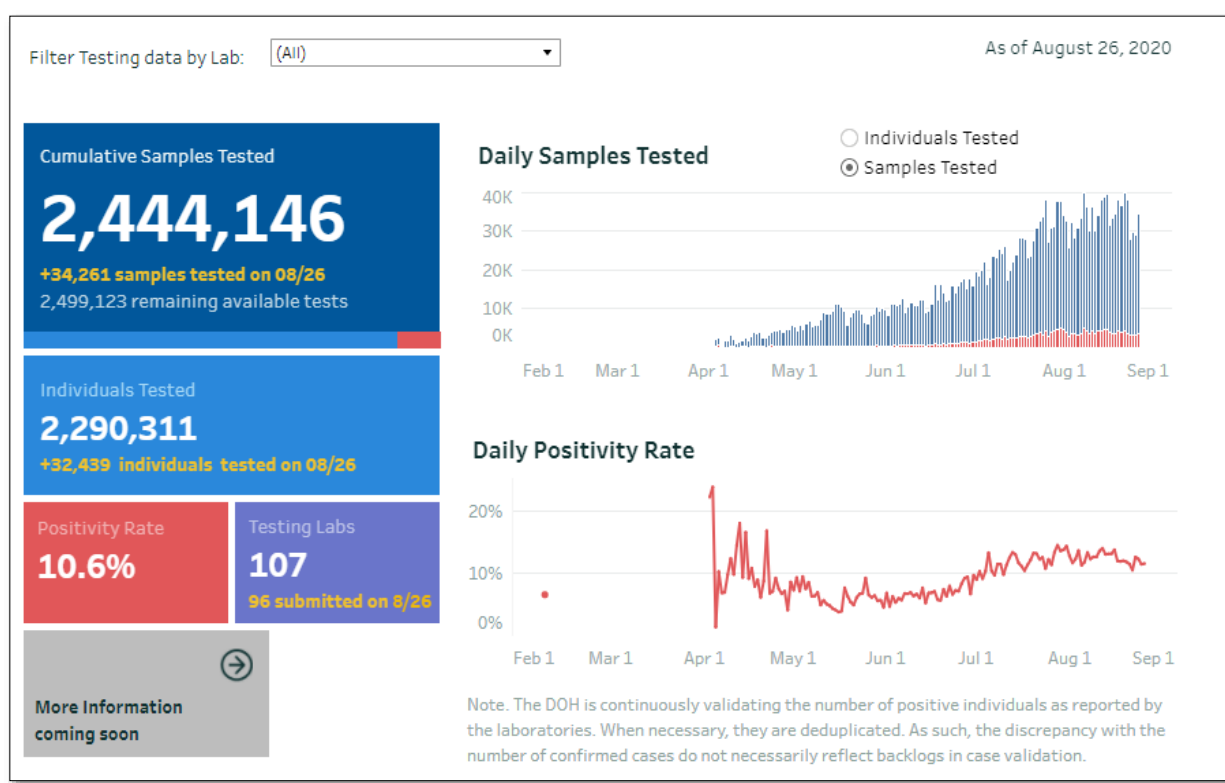 Filter Testing data by Lab:
(All)
As of August 26, 2020
Cumulative Samples Tested
2,444,146
+34,261 samples tested on 08/26
2,499,123 remaining available tests
Individuals Tested
2,290,311
+32,439 individuals tested on 08/26
Positivity Rate
10.6%
Testing Labs
107
96 submitted on 8/26
More Information
coming soon
Daily Samples Tested
Individuals Tested
Samples Tested
40K
30K
20K
10K
0K
Feb 1 Mar 1 Apr 1 May 1 Jun 1 Jul 1 Aug 1 Sep 1
Daily Positivity Rate
20%
10%
0%
Feb 1 Mar 1 Apr 1 May 1 Jun 1 Jul 1 Aug 1 Sep 1
Note. The DOH is continuously validating the number of positive individuals as reported by
the laboratories. When necessary, they are deduplicated. As such, the discrepancy with the
number of confirmed cases do not necessarily reflect backlogs in case validation.